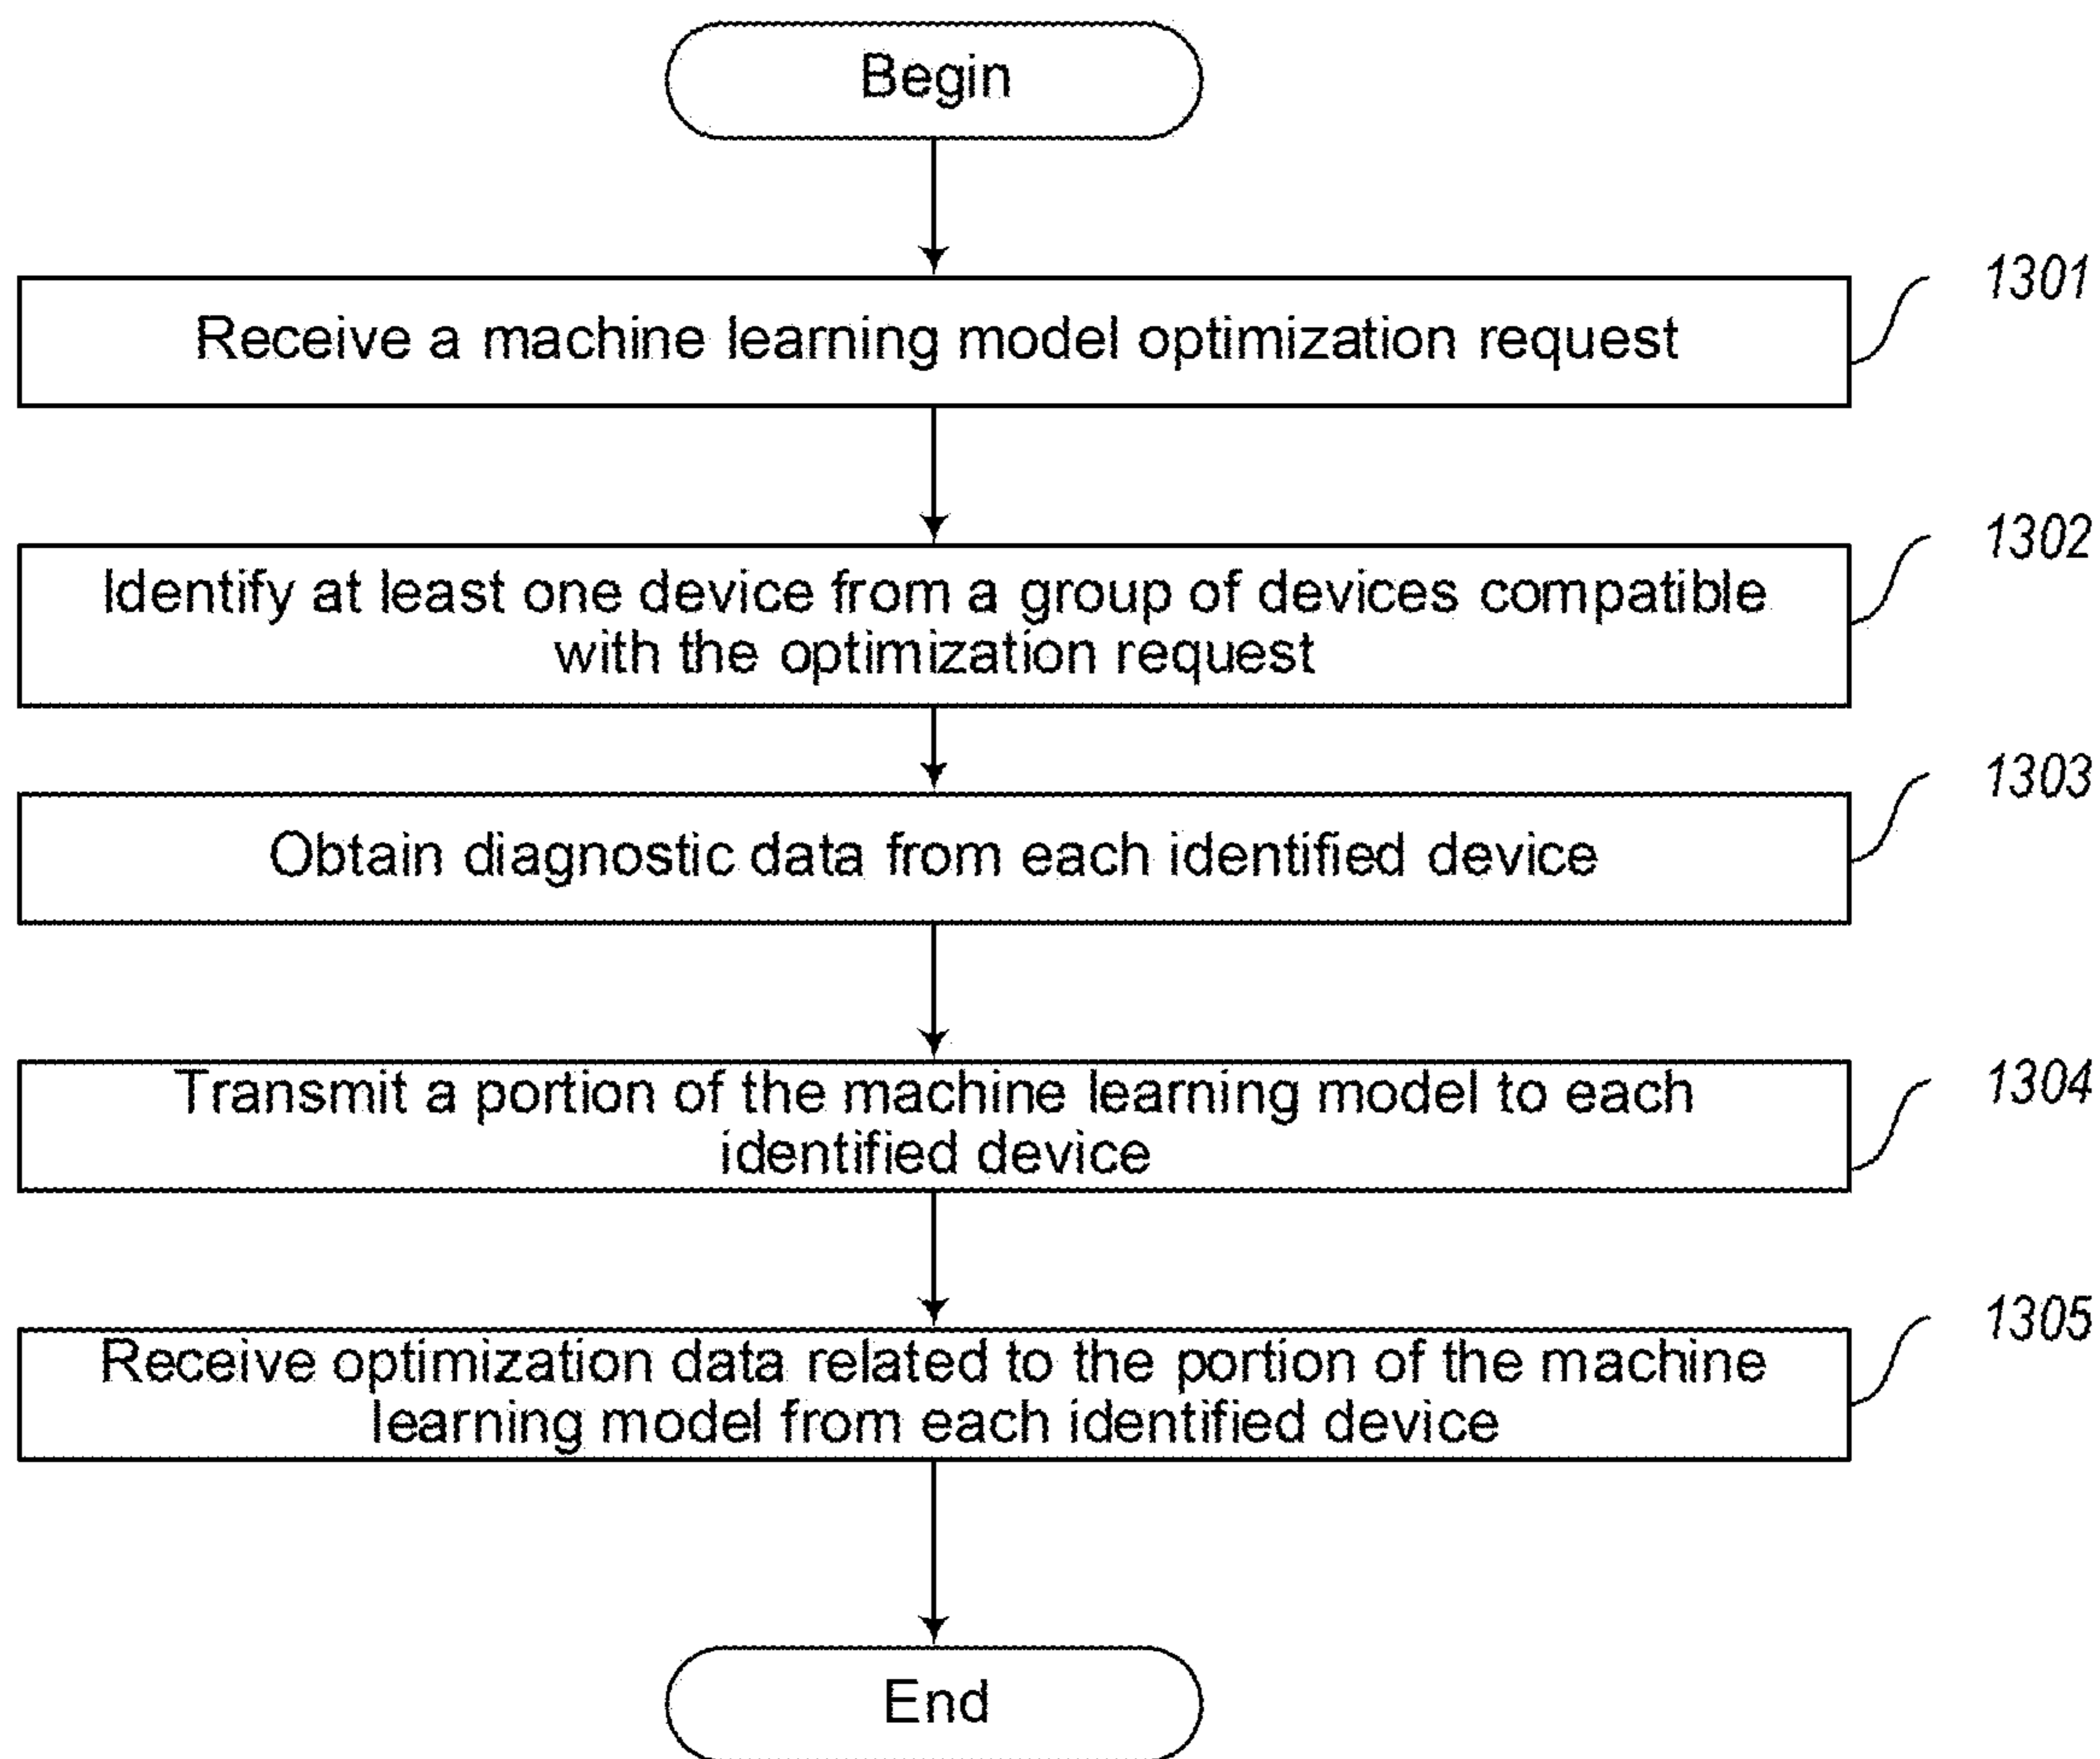 Begin
1301
Receive a machine learning model optimization request
1302
Identify at least one device from a group of devices compatible
with the optimization request
1303
Obtain diagnostic data from each identified device
1304
Transmit a portion of the machine learning model to each
identified device
1305
Receive optimization data related to the portion of the machine
learning model from each identified device
End